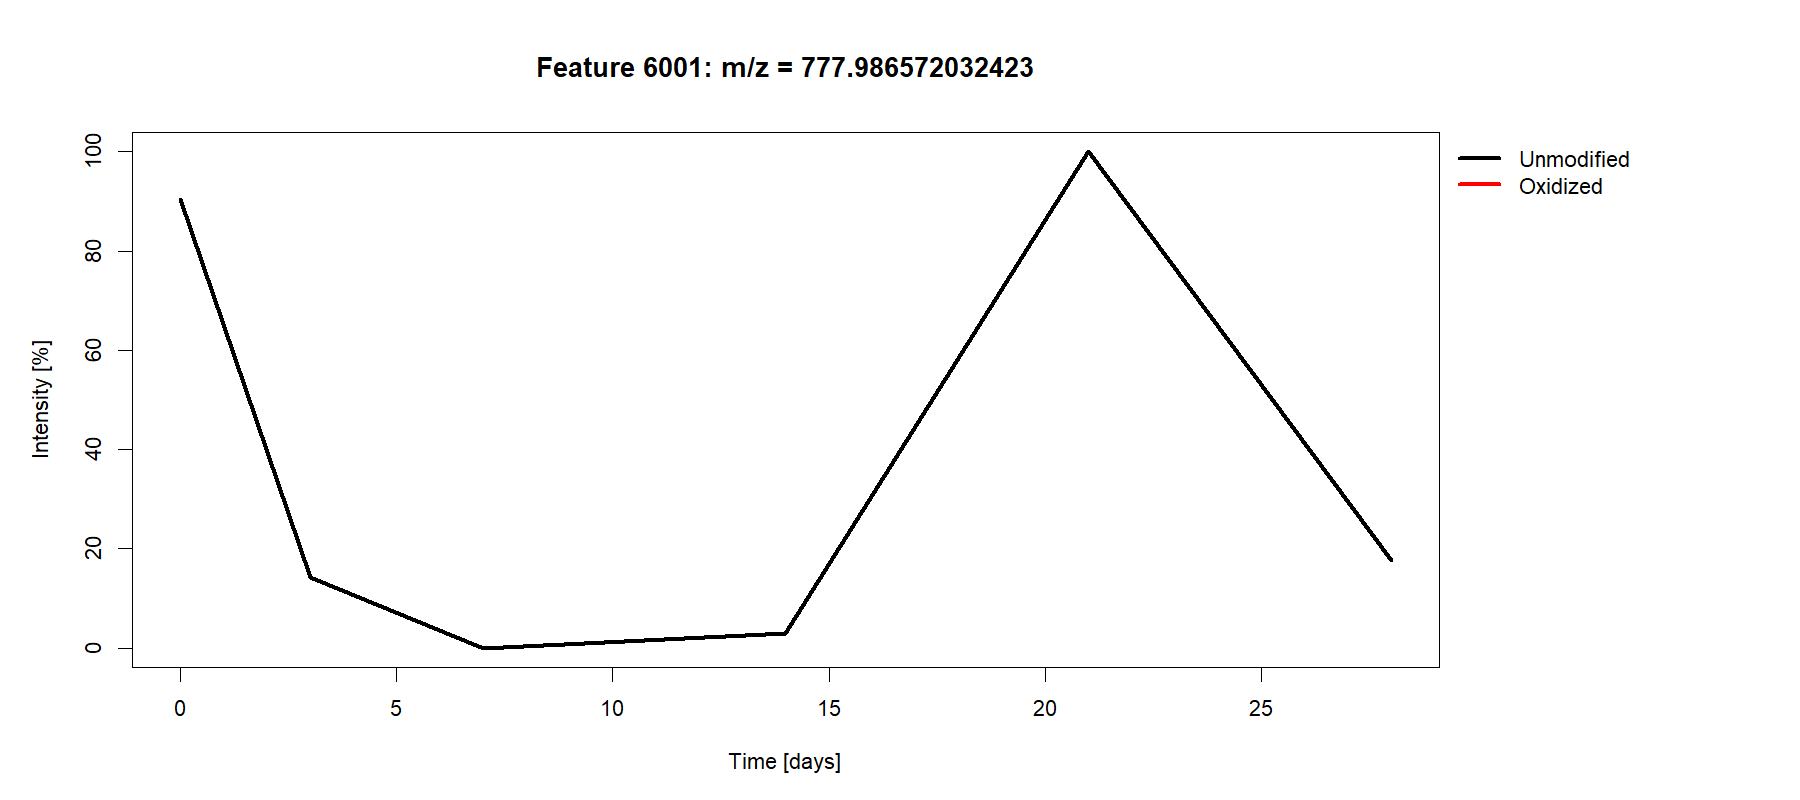 Feature 6001: m/z = 777.986572032423
Unmodified
Oxidized
Intensity [%]
100
80
60
40
20
0
0 5 10 15 20 25
Time [days]